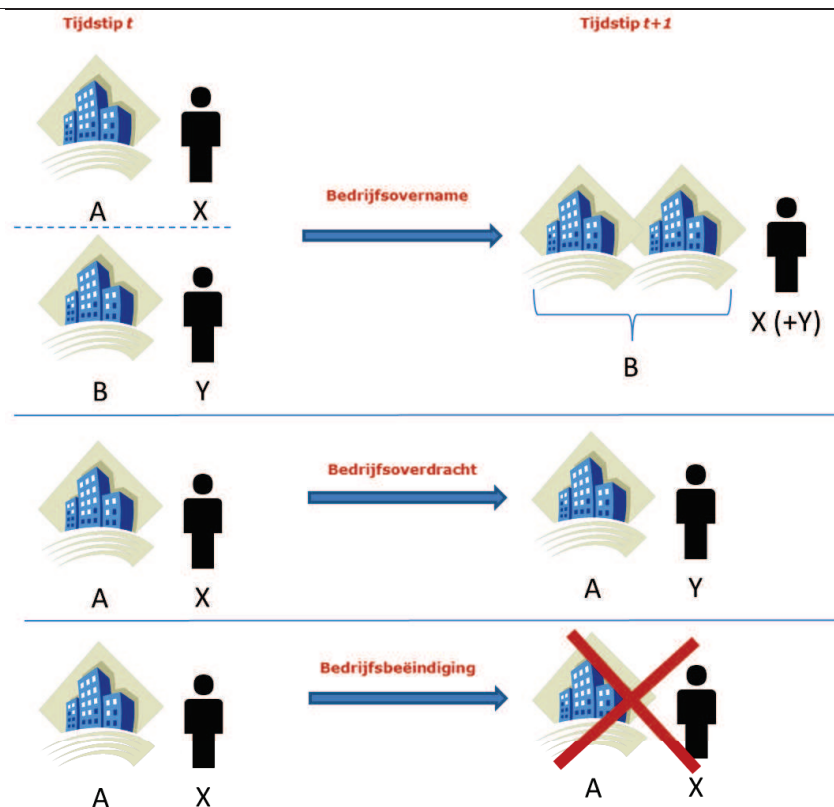 Tijdstip t
Tijdstip t+1
A
X
Bedrijfsovername
B
Y
B
X (+Y)
Bedrijfsoverdracht
A
X
A
Y
Bedrijfsbeëindiging
A
X
A
X